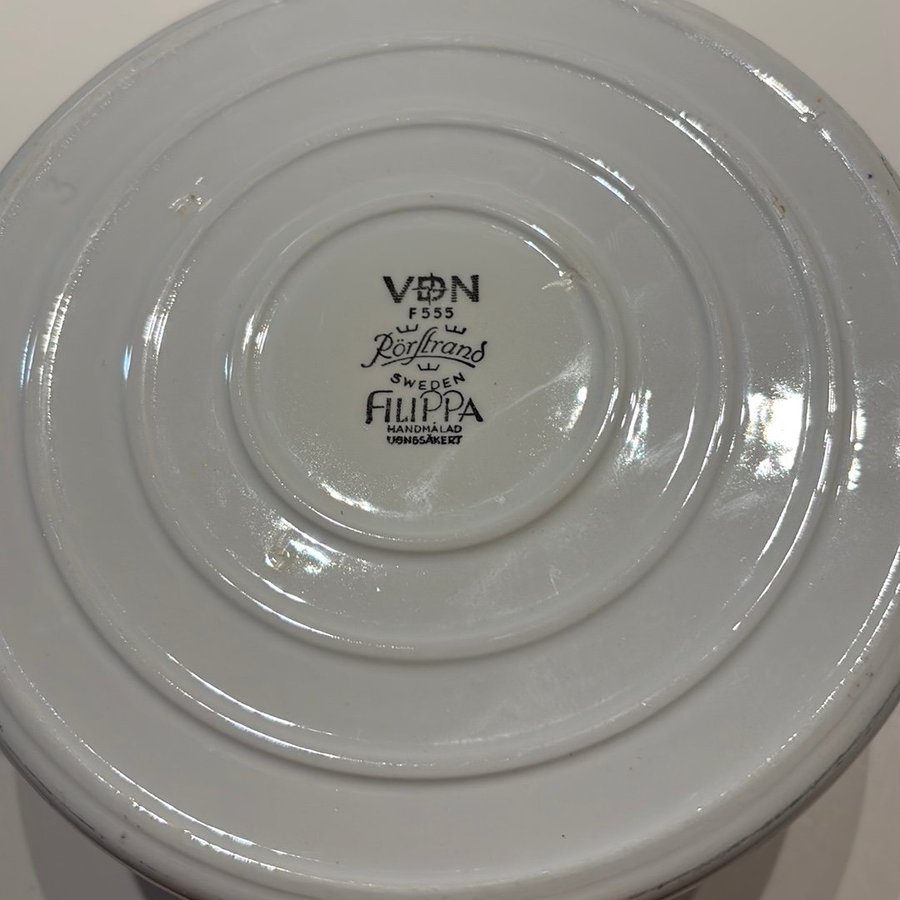 VDN
F555
Rörstrand
SWEDEN
FILIPPA
HANDMÅLAD
UGNSSÄKERT